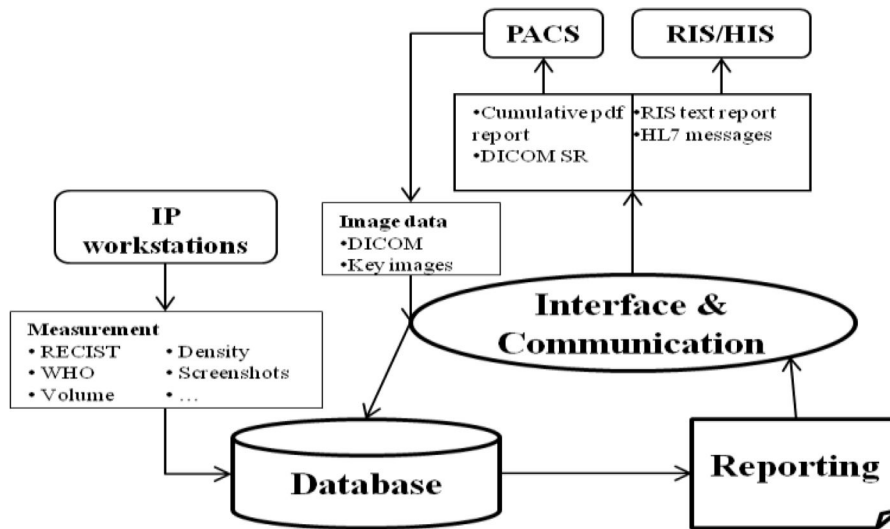 PACS
RIS/HIS
•Cumulative pdf
report
•DICOM SR
•RIS text report
•HL7 messages
IP
workstations
Image data
•DICOM
•Key images
Measurement
• RECIST
• WHO
• Volume
• Density
• Screenshots
• ...
Interface &
Communication
Database
Reporting